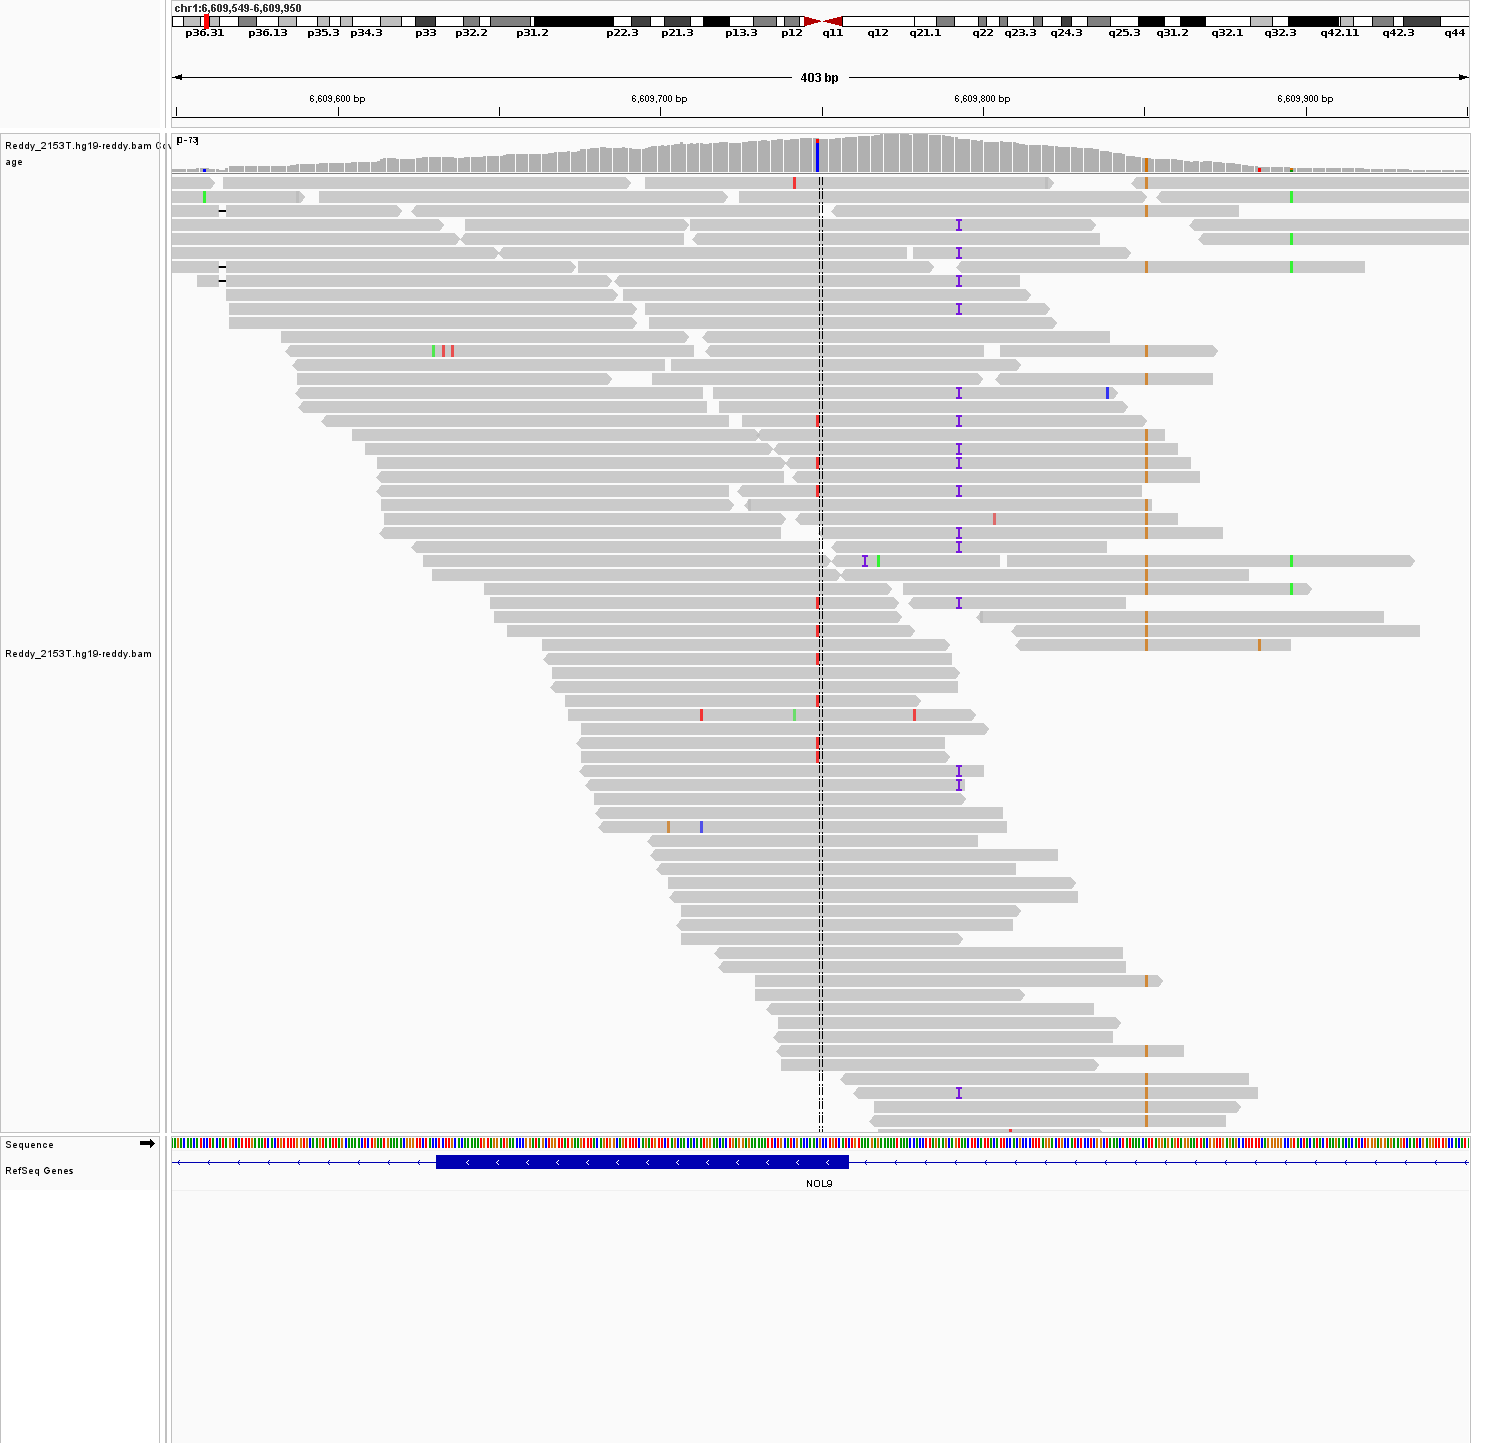 chr1:6,609,549-6,609,950
p36.31 p36.13 p35.3 p34.3 p33 p32.2 p31.2 p22.3 p21.3 p13.3 p12 q11 q12 q21.1 q22 q23.3 q24.3 q25.3 q31.2 q32.1 q32.3 q42.11 q42.3 q44
403 bp
6,609,600 bp 6,609,700 bp 6,609,800 bp 6,609,900 bp
[0-73]
Reddy_2153T.hg19-reddy.bam Cov
age
Reddy_2153T.hg19-reddy.bam
Sequence
RefSeq Genes
NOL9